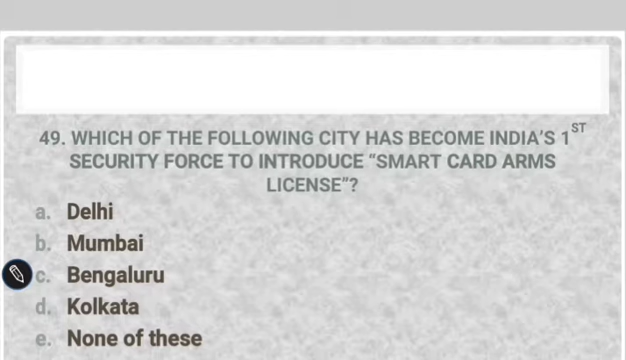 49. WHICH OF THE FOLLOWING CITY HAS BECOME INDIA'S 1ST
SECURITY FORCE TO INTRODUCE “SMART CARD ARMS
LICENSE”?
a. Delhi
b. Mumbai
c. Bengaluru
d. Kolkata
e. None of these